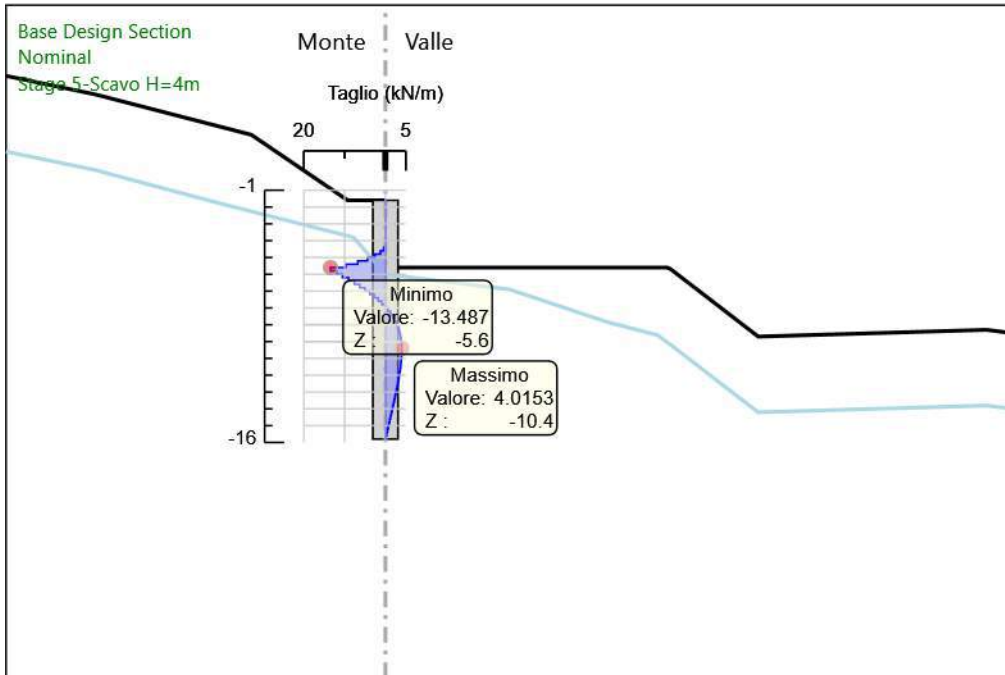 Base Design Section
Nominal
Stage 5-Scavo H=4m
Monte Valle
Taglio (kN/m)
20 5
-1
Minimo
Valore: -13.487
Z : -5.6
Massimo
Valore: 4.0153
Z : -10.4
-16